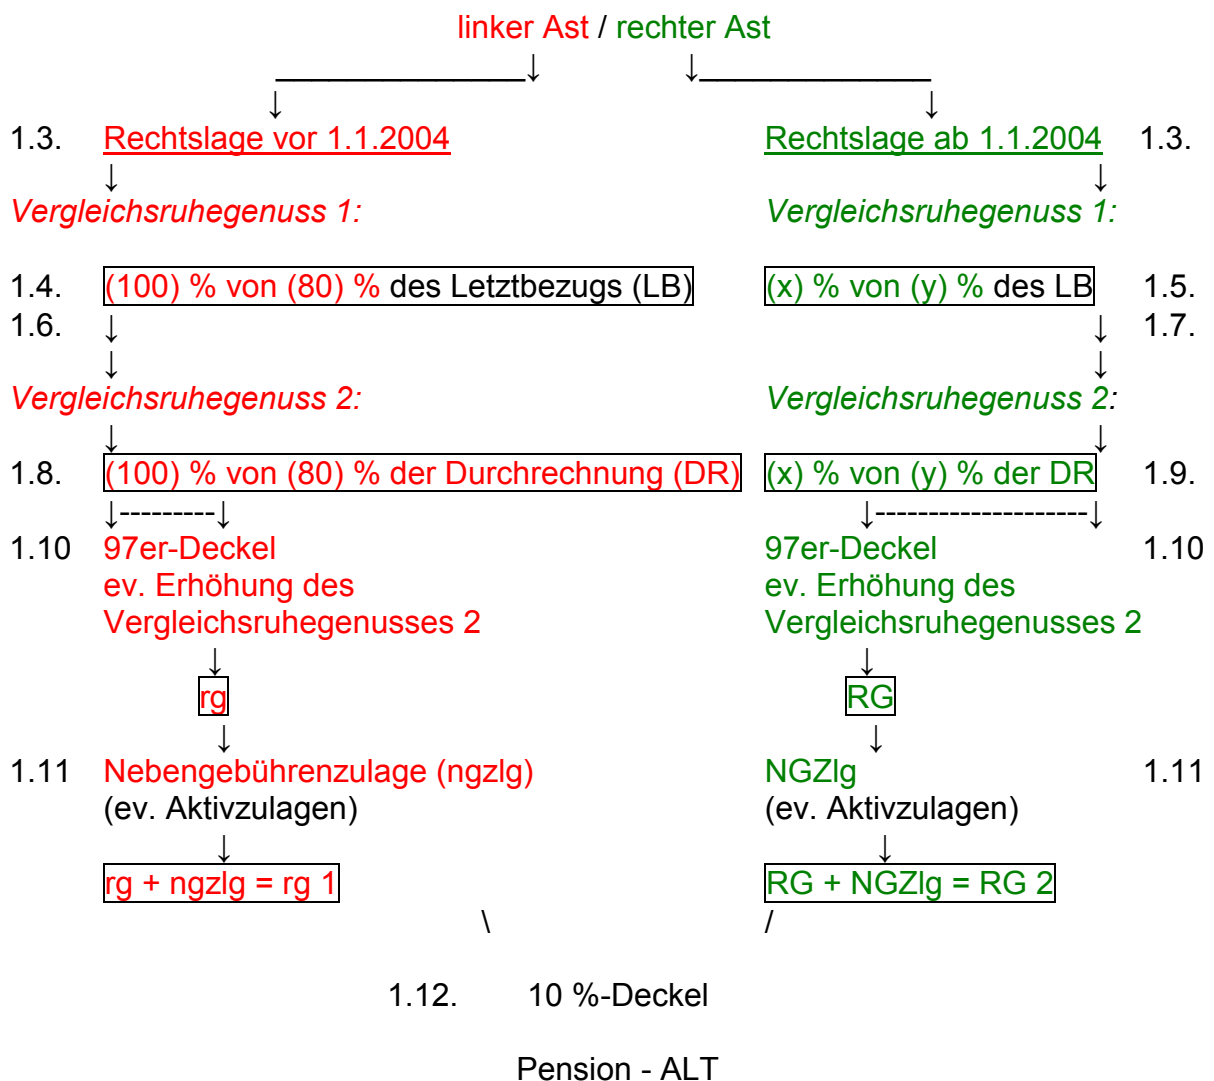 linker Ast / rechter Ast
↓ ↓
↓ ↓
1.3. Rechtslage vor 1.1.2004 Rechtslage ab 1.1.2004 1.3.
↓ ↓
Vergleichsruhegenuss 1: Vergleichsruhegenuss 1:
1.4. (100) % von (80) % des Letztbezugs (LB) (x) % von (y) % des LB 1.5.
1.6. ↓ ↓ 1.7.
↓ ↓
Vergleichsruhegenuss 2: Vergleichsruhegenuss 2:
↓ ↓
1.8. (100) % von (80) % der Durchrechnung (DR) (x) % von (y) % der DR 1.9.
↓---------↓ ↓--------------------↓
1.10 97er-Deckel 97er-Deckel 1.10
ev. Erhöhung des ev. Erhöhung des
Vergleichsruhegenusses 2 Vergleichsruhegenusses 2
↓ ↓
rg RG
↓ ↓
1.11 Nebengebührenzulage (ngzlg) NGZlg 1.11
(ev. Aktivzulagen) (ev. Aktivzulagen)
↓ ↓
rg + ngzlg = rg 1 RG + NGZlg = RG 2
\ /
1.12. 10 %-Deckel
Pension - ALT